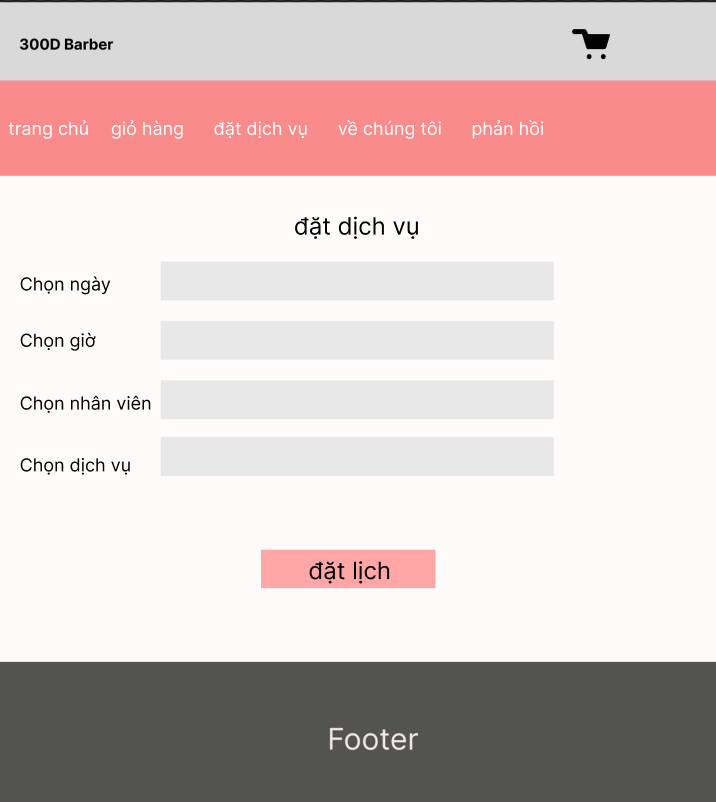 300D Barber
trang chủ giỏ hàng đặt dịch vụ về chúng tôi phản hồi
đặt dịch vụ
Chọn ngày
Chọn giờ
Chọn nhân viên
Chọn dịch vụ
đặt lịch
Footer